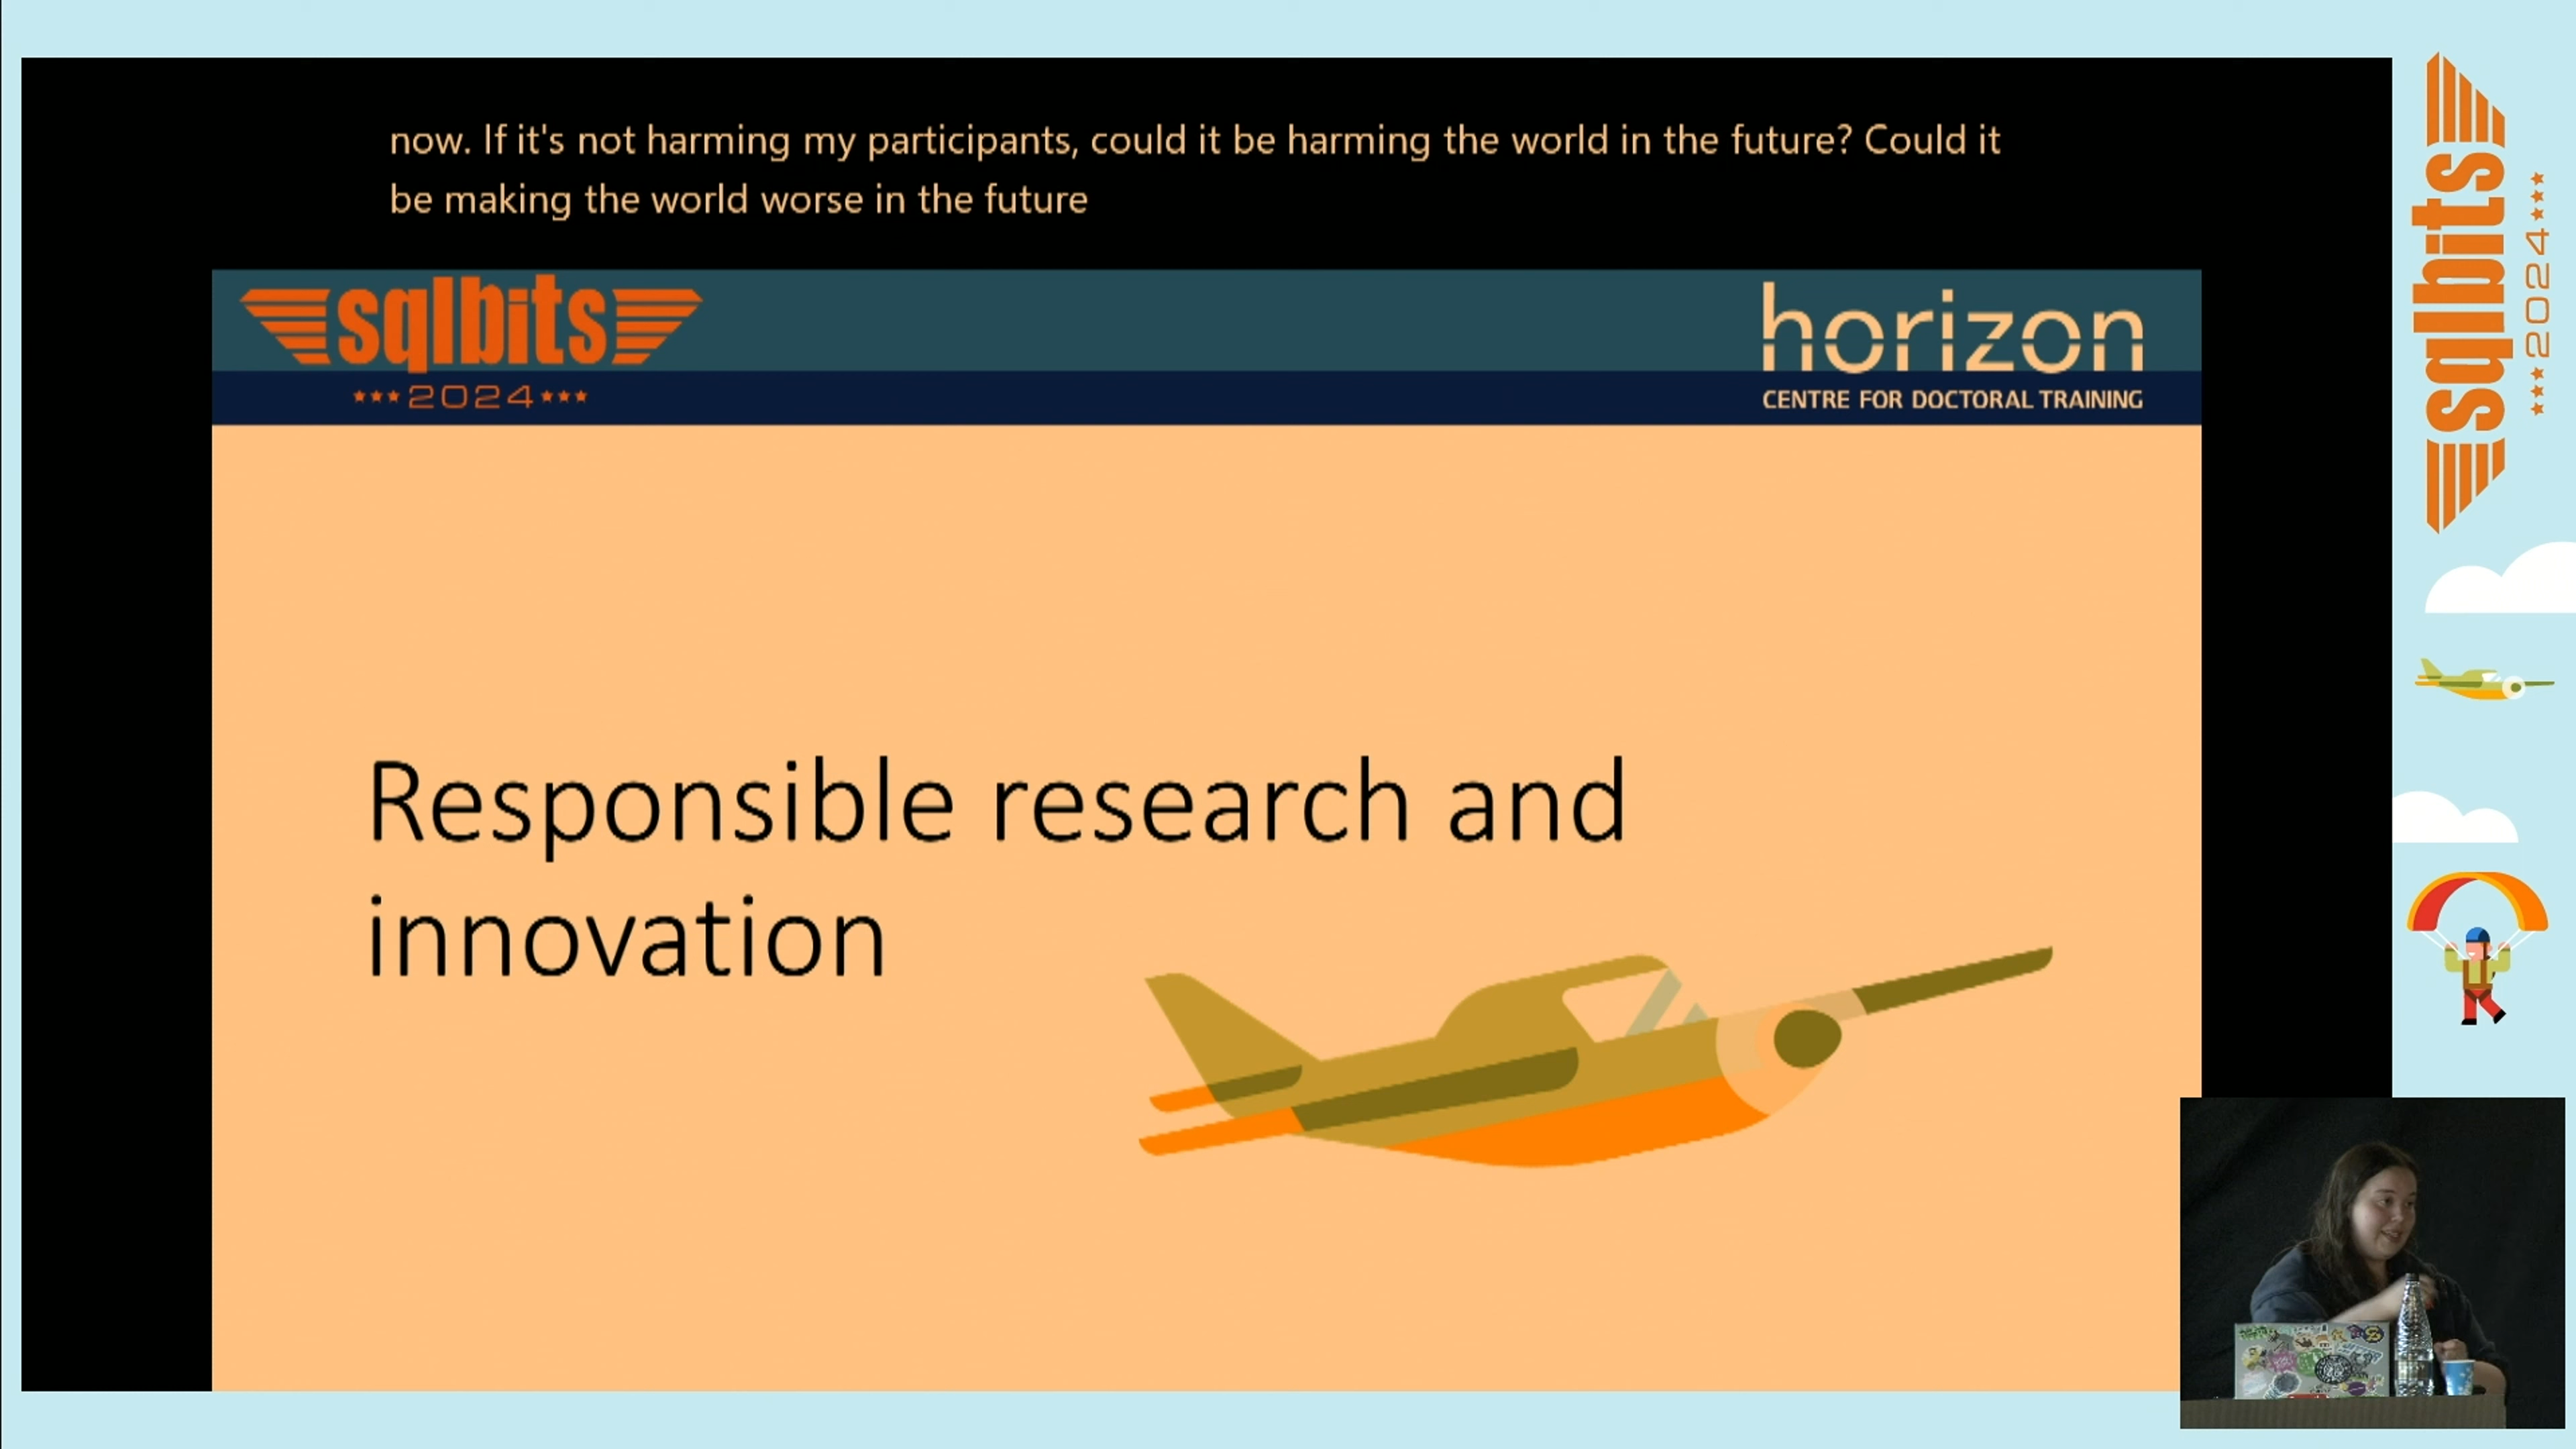 now. If it's not harming my participants, could it be harming the world in the future? Could it
be making the world worse in the future
sqlbits
2024
horizon
CENTRE FOR DOCTORAL TRAINING
Responsible research and
innovation
sqlbits
2024